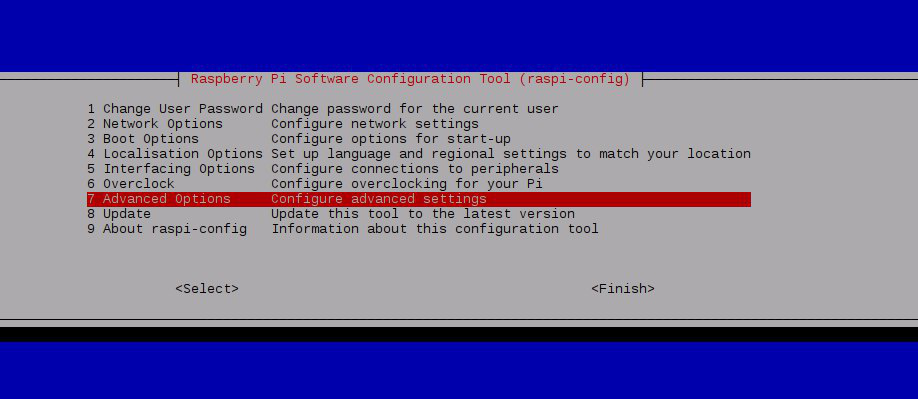 Raspberry Pi Software Configuration Tool (raspi-config)
1 Change User Password Change password for the current user
2 Network Options Configure network settings
3 Boot Options Configure options for start-up
4 Localisation Options Set up language and regional settings to match your location
5 Interfacing Options Configure connections to peripherals
6 Overclock Configure overclocking for your Pi
7 Advanced Options Configure advanced settings
8 Update Update this tool to the latest version
9 About raspi-config Information about this configuration tool
<Select> <Finish>